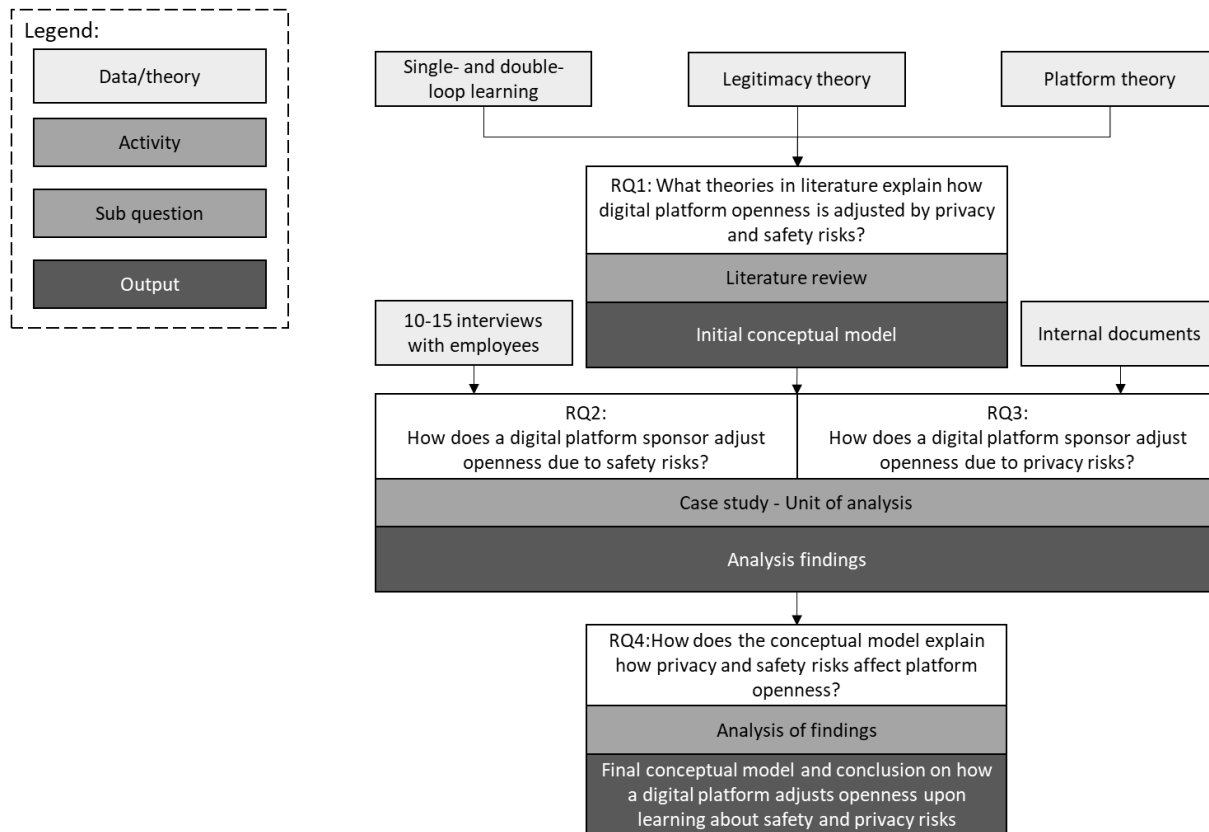 Legend:
Data/theory
Activity
Sub question
Output
Single- and double-
loop learning
Legitimacy theory
Platform theory
RQ1: What theories in literature explain how
digital platform openness is adjusted by privacy
and safety risks?
Literature review
Initial conceptual model
10-15 interviews
with employees
Internal documents
RQ2:
How does a digital platform sponsor adjust
openness due to safety risks?
RQ3:
How does a digital platform sponsor adjust
openness due to privacy risks?
Case study - Unit of analysis
Analysis findings
RQ4:How does the conceptual model explain
how privacy and safety risks affect platform
openness?
Analysis of findings
Final conceptual model and conclusion on how
a digital platform adjusts openness upon
learning about safety and privacy risks